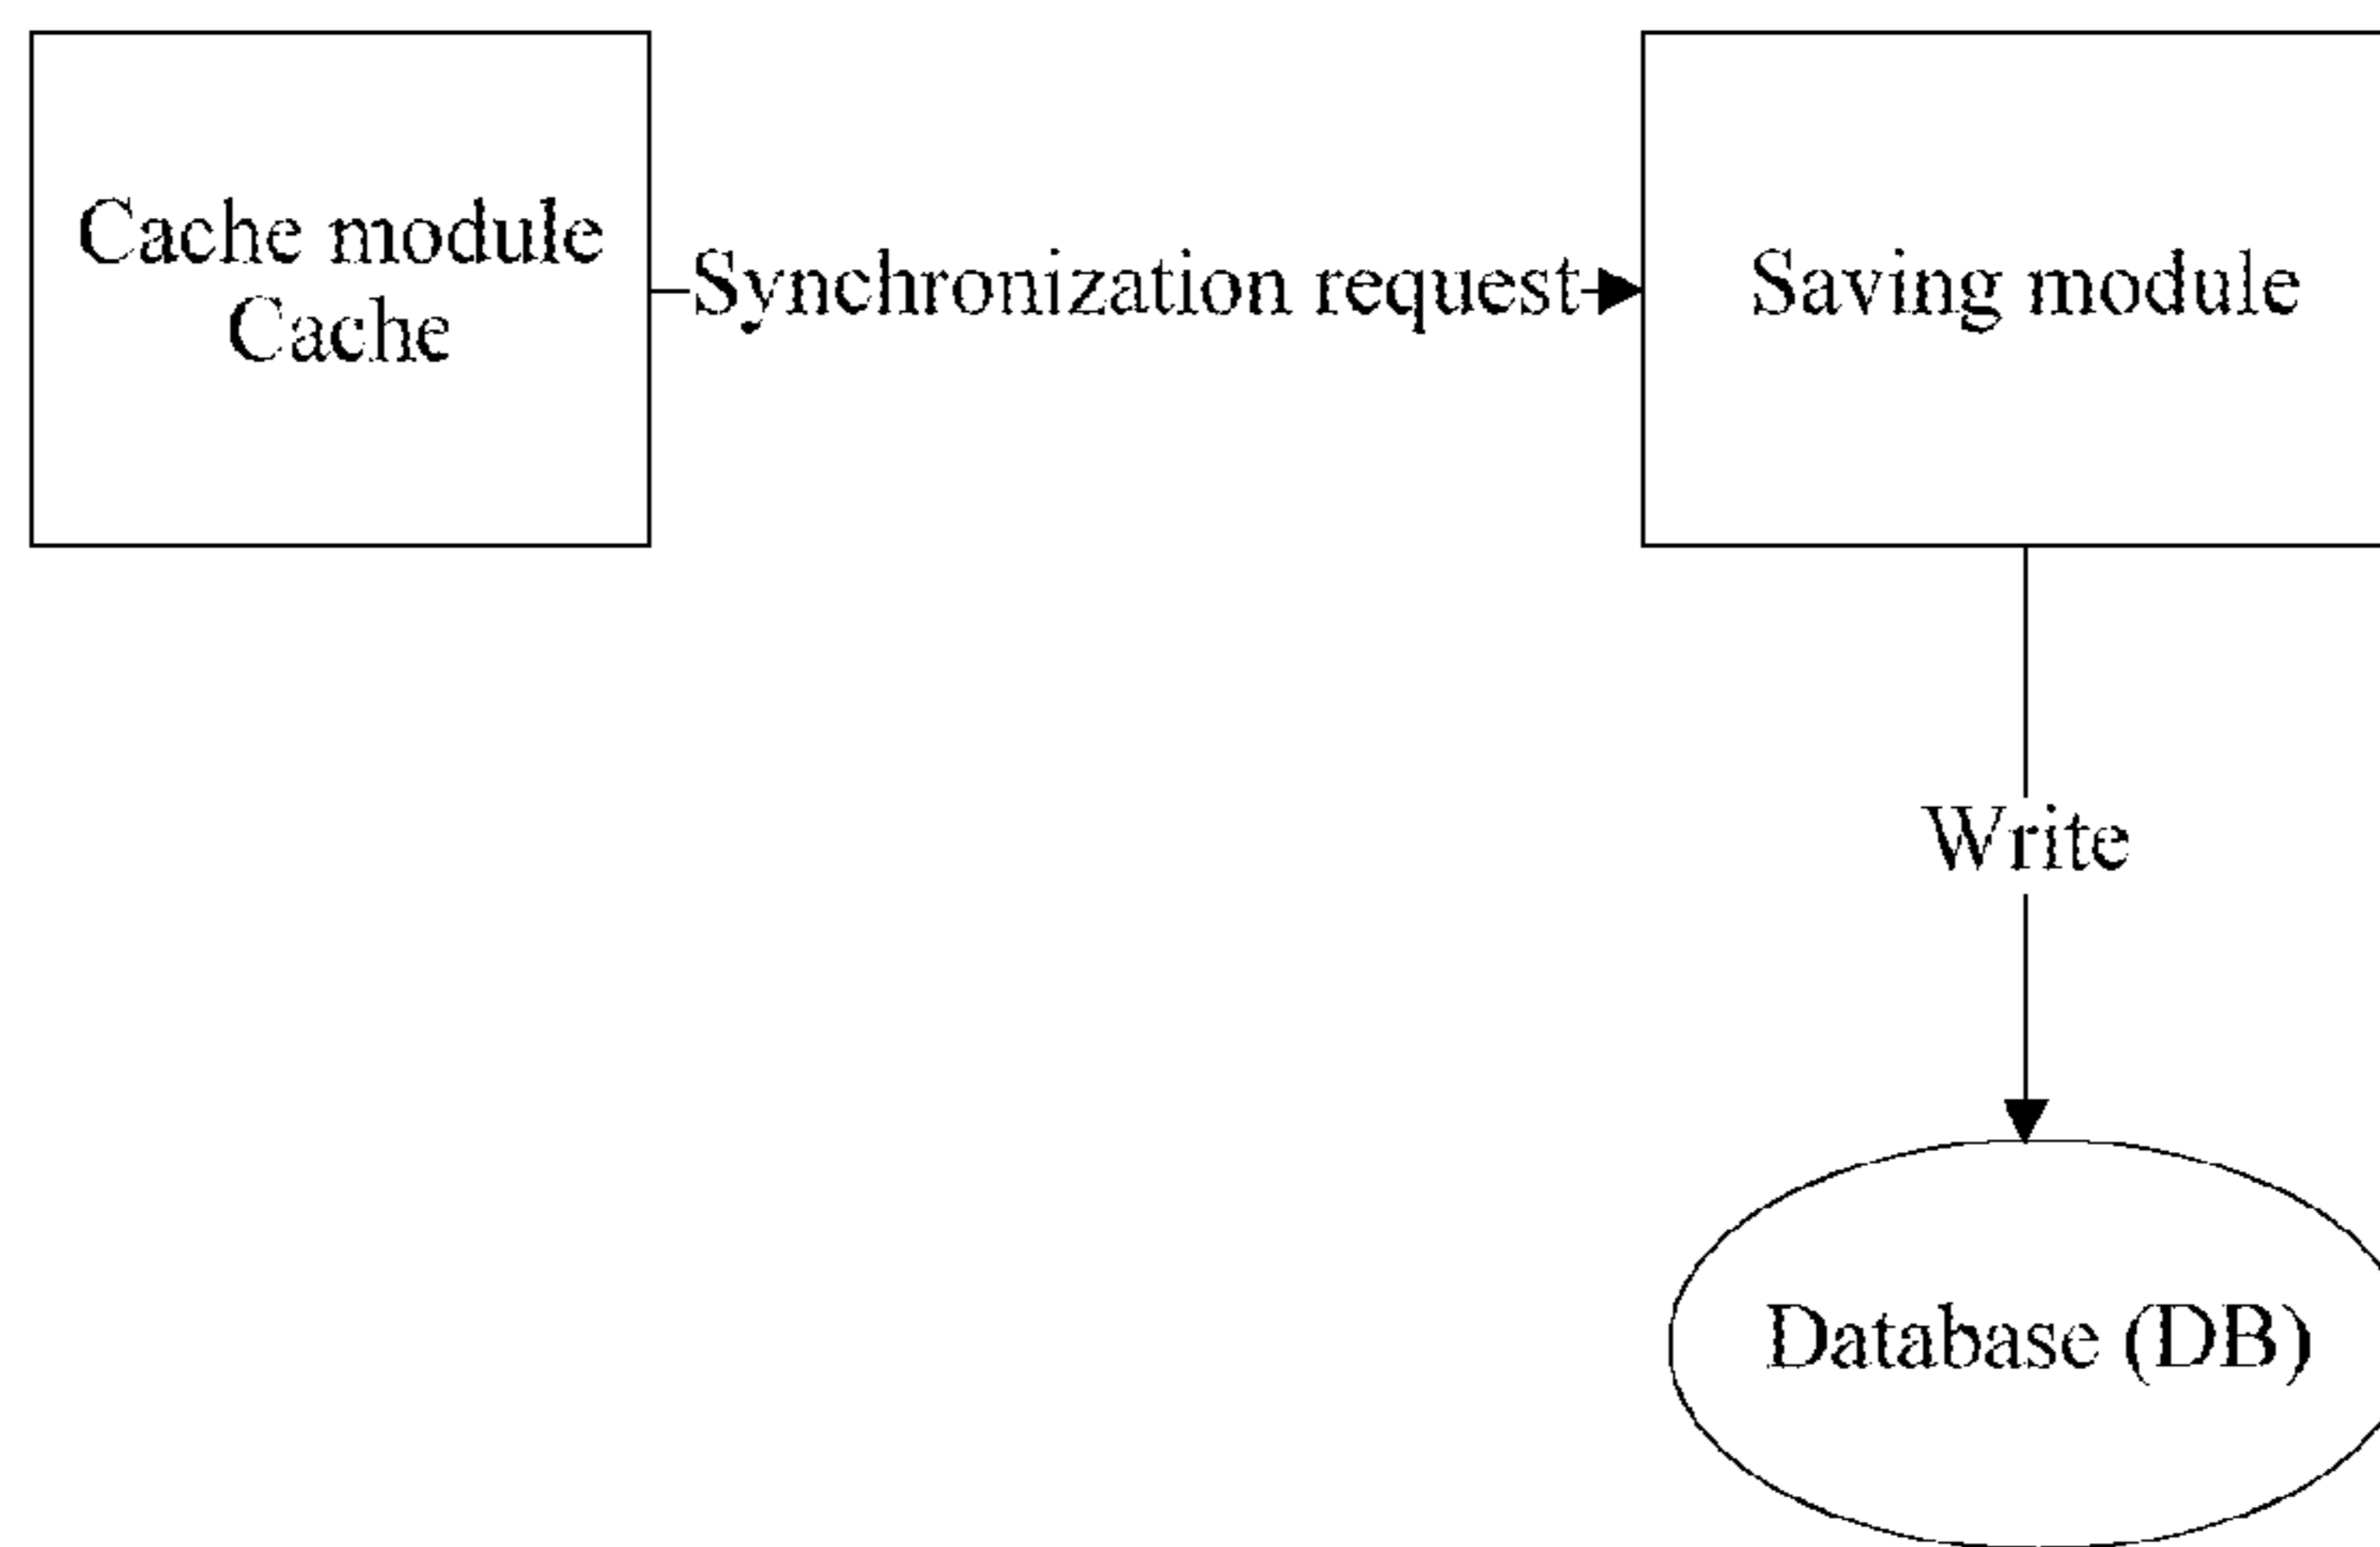 Cache module
Cache
Synchronization request
Saving module
Write
Database (DB)